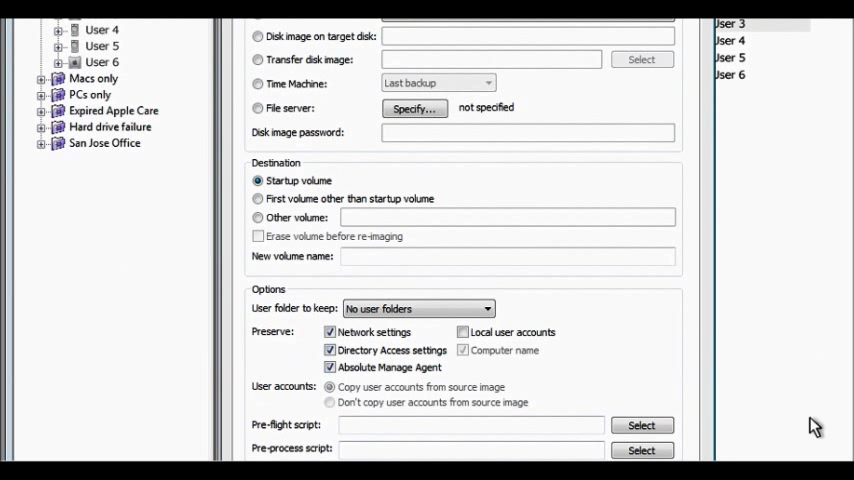 User 4
User 5
User 6
Macs only
PCs only
Expired Apple Care
Hard drive failure
San Jose Office
Disk image on target disk:
Transfer disk image:
Select
Time Machine:
Last backup
File server:
Specify...
not specified
Disk image password:
Destination
Startup volume
First volume other than startup volume
Other volume:
Erase volume before re-imaging
New volume name:
Options
User folder to keep:
No user folders
Preserve:
Network settings
Local user accounts
Directory Access settings
Computer name
Absolute Manage Agent
User accounts:
Copy user accounts from source image
Don't copy user accounts from source image
Pre-flight script:
Select
Pre-process script:
Select
User 3
User 4
User 5
User 6